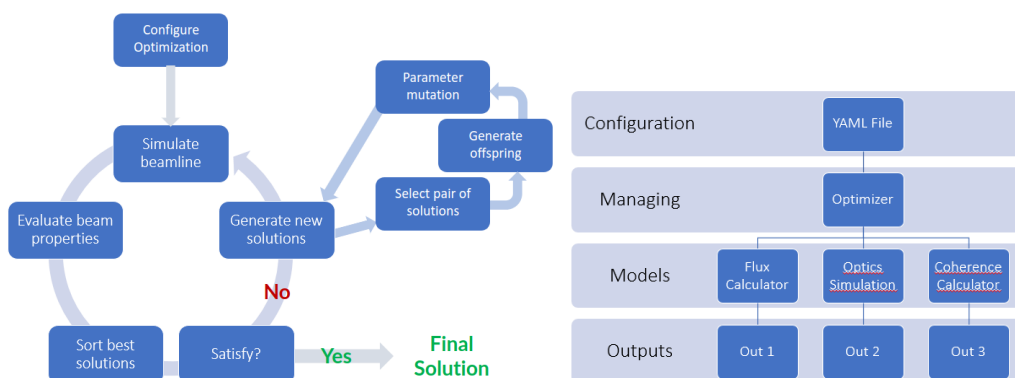 Configure
Optimization
Simulate
beamline
Evaluate beam
properties
Sort best
solutions
Satisfy?
Yes
Final
Solution
No
Generate new
solutions
Select pair of
solutions
Generate
offspring
Parameter
mutation
Configuration
YAML File
Managing
Optimizer
Models
Flux
Calculator
Optics
Simulation
Coherence
Calculator
Outputs
Out 1
Out 2
Out 3